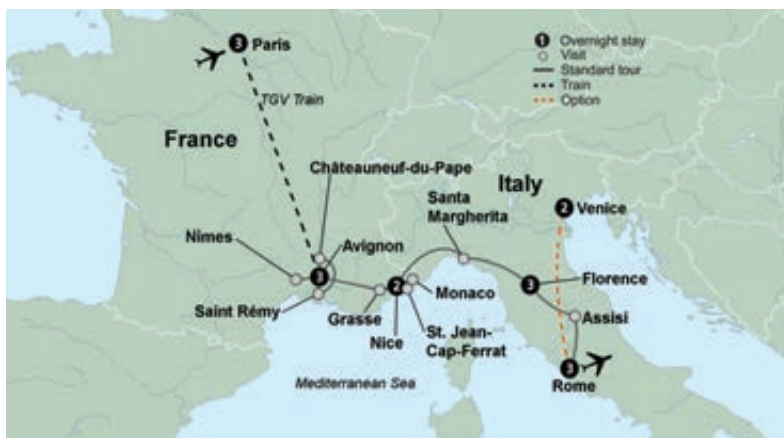 3 Paris
1 Overnight stay
Visit
Standard tour
Train
Option
TGV Train
France
Châteauneuf-du-Pape
Italy
Santa
Margherita
2 Venice
Nîmes
Avignon
3
Saint Rémy
Grasse
2
Nice
Monaco
St. Jean-
Cap-Ferrat
3
Florence
Assisi
Mediterranean Sea
3
Rome